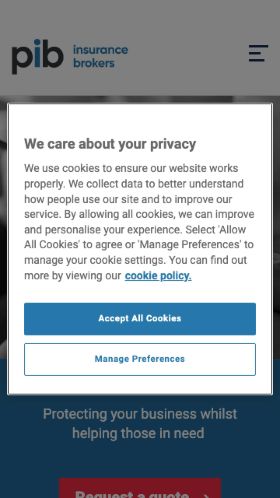 pib insurance
brokers
We care about your privacy
We use cookies to ensure our website works
properly. We collect data to better understand
how people use our site and to improve our
service. By allowing all cookies, we can improve
and personalise your experience. Select 'Allow
All Cookies' to agree or 'Manage Preferences' to
manage your cookie settings. You can find out
more by viewing our cookie policy.
Accept All Cookies
Manage Preferences
Protecting your business whilst
helping those in need
Request a quote